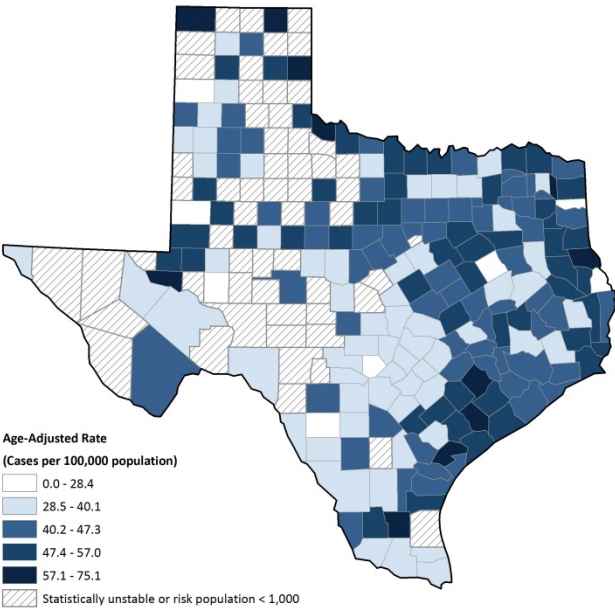 Age-Adjusted Rate
(Cases per 100,000 population)
0.0 - 28.4
28.5 - 40.1
40.2 - 47.3
47.4 - 57.0
57.1 - 75.1
Statistically unstable or risk population < 1,000